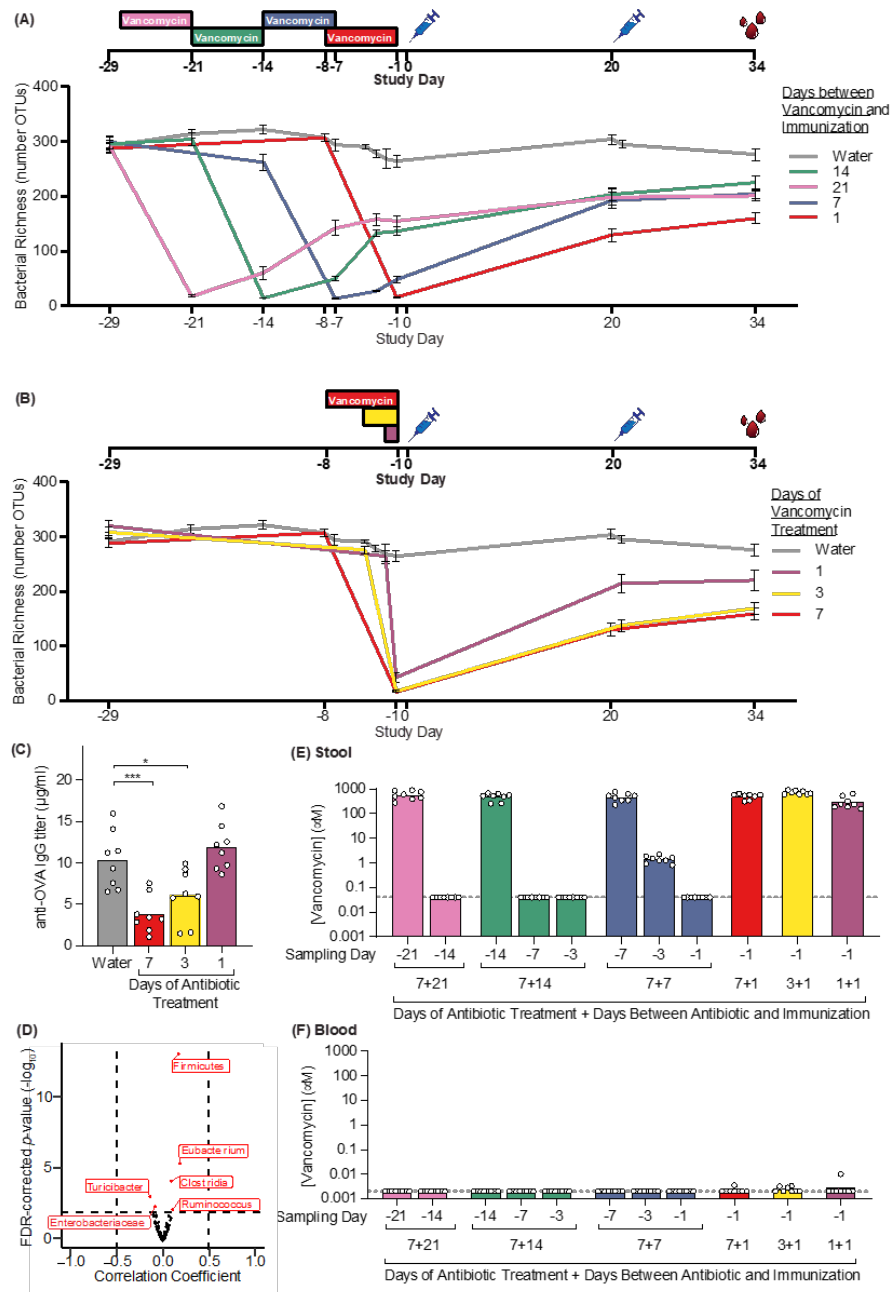 (A)
Vancomycin
Vancomycin
Vancomycin
Vancomycin
-29 -21 -14 -8 -7 -1 0 20 34
Study Day
Bacterial Richness (number OTUs)
400
300
200
100
0
-29 -21 -14 -8 -7 -1 0 20 34
Study Day
Days between
Vancomycin and
Immunization
Water
14
21
7
1
(B)
Vancomycin
-29 -8 -1 0 20 34
Study Day
Bacterial Richness (number OTUs)
400
300
200
100
0
-29 -8 -1 0 20 34
Study Day
Days of
Vancomycin
Treatment
Water
1
3
7
(C)
anti-OVA IgG titer (μg/ml)
20
15
10
5
0
*
***
Water 7 3 1
Days of Antibiotic
Treatment
(D)
FDR-corrected p-value (-log10)
10
5
0
Firmicutes
Eubacterium
Clostridia
Turicibacter
Ruminococcus
Enterobacteriaceae
−1.0 −0.5 0.0 0.5 1.0
Correlation Coefficient
(E) Stool
[Vancomycin] (∝M)
1000
100
10
1
0.1
0.01
0.001
Sampling Day -21 -14 -14 -7 -3 -7 -3 -1 -1 -1 -1
7+21 7+14 7+7 7+1 3+1 1+1
Days of Antibiotic Treatment + Days Between Antibiotic and Immunization
(F) Blood
[Vancomycin] (∝M)
1000
100
10
1
0.1
0.01
0.001
Sampling Day -21 -14 -14 -7 -3 -7 -3 -1 -1 -1 -1
7+21 7+14 7+7 7+1 3+1 1+1
Days of Antibiotic Treatment + Days Between Antibiotic and Immunization